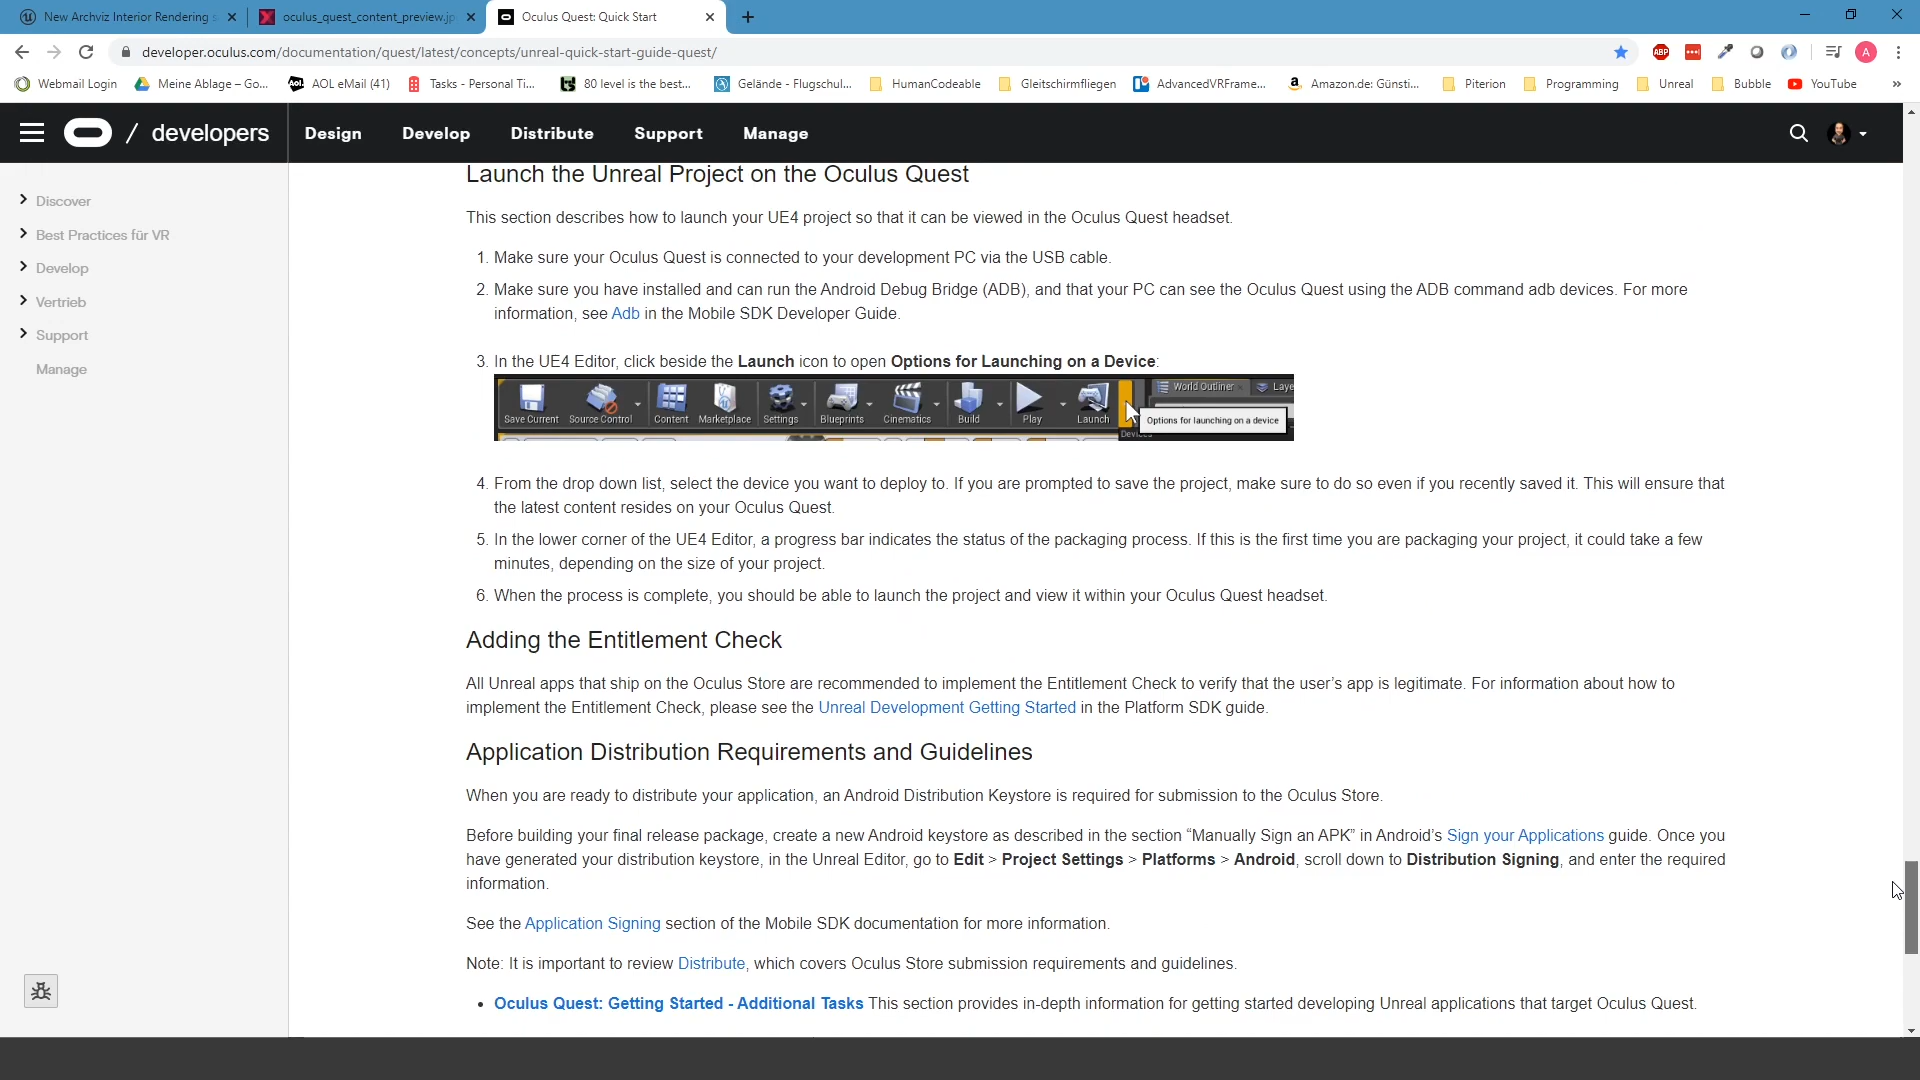 New Archviz Interior Rendering s
oculus_quest_content_preview.jp
Oculus Quest: Quick Start
developer.oculus.com/documentation/quest/latest/concepts/unreal-quick-start-guide-quest/
ABP
A
Webmail Login
Meine Ablage – Go...
AOL eMail (41)
Tasks - Personal Ti...
80 level is the best...
Gelände - Flugschul...
HumanCodeable
Gleitschirmfliegen
AdvancedVRFrame...
Amazon.de: Günsti...
Piterion
Programming
Unreal
Bubble
YouTube
»
/ developers
Design
Develop
Distribute
Support
Manage
Discover
Best Practices für VR
Develop
Vertrieb
Support
Manage
Launch the Unreal Project on the Oculus Quest
This section describes how to launch your UE4 project so that it can be viewed in the Oculus Quest headset.
1. Make sure your Oculus Quest is connected to your development PC via the USB cable.
2. Make sure you have installed and can run the Android Debug Bridge (ADB), and that your PC can see the Oculus Quest using the ADB command adb devices. For more
information, see Adb in the Mobile SDK Developer Guide.
3. In the UE4 Editor, click beside the Launch icon to open Options for Launching on a Device:
World Outliner
Laye
Save Current
Source Control
Content
Marketplace
Settings
Blueprints
Cinematics
Build
Play
Launch
Options for launching on a device
Devices
4. From the drop down list, select the device you want to deploy to. If you are prompted to save the project, make sure to do so even if you recently saved it. This will ensure that
the latest content resides on your Oculus Quest.
5. In the lower corner of the UE4 Editor, a progress bar indicates the status of the packaging process. If this is the first time you are packaging your project, it could take a few
minutes, depending on the size of your project.
6. When the process is complete, you should be able to launch the project and view it within your Oculus Quest headset.
Adding the Entitlement Check
All Unreal apps that ship on the Oculus Store are recommended to implement the Entitlement Check to verify that the user's app is legitimate. For information about how to
implement the Entitlement Check, please see the Unreal Development Getting Started in the Platform SDK guide.
Application Distribution Requirements and Guidelines
When you are ready to distribute your application, an Android Distribution Keystore is required for submission to the Oculus Store.
Before building your final release package, create a new Android keystore as described in the section “Manually Sign an APK” in Android's Sign your Applications guide. Once you
have generated your distribution keystore, in the Unreal Editor, go to Edit > Project Settings > Platforms > Android, scroll down to Distribution Signing, and enter the required
information.
See the Application Signing section of the Mobile SDK documentation for more information.
Note: It is important to review Distribute, which covers Oculus Store submission requirements and guidelines.
• Oculus Quest: Getting Started - Additional Tasks This section provides in-depth information for getting started developing Unreal applications that target Oculus Quest.